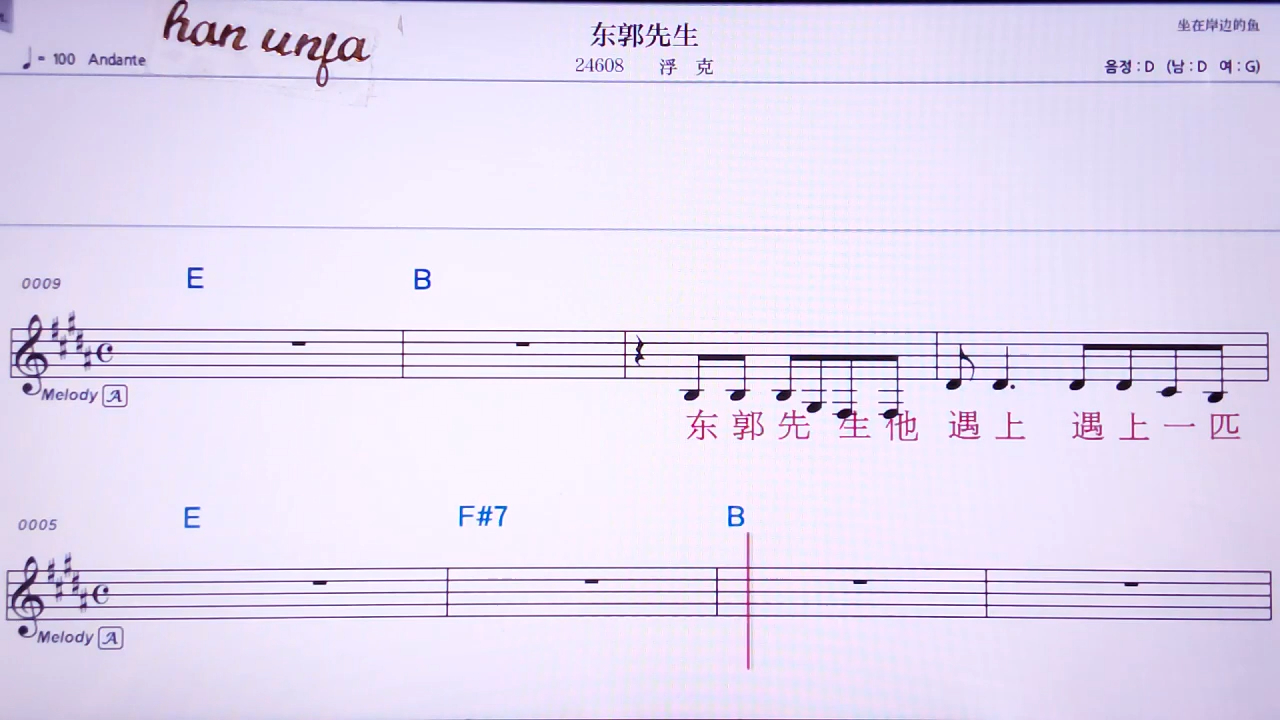 han unfa
♩= 100 Andante
东郭先生
24608 浮 克
坐在岸边的鱼
음정 : D (남 : D 여 : G)
0009
E B
Melody A
东 郭 先 生 他 遇 上 遇 上 一 匹
0005
E F#7 B
Melody A